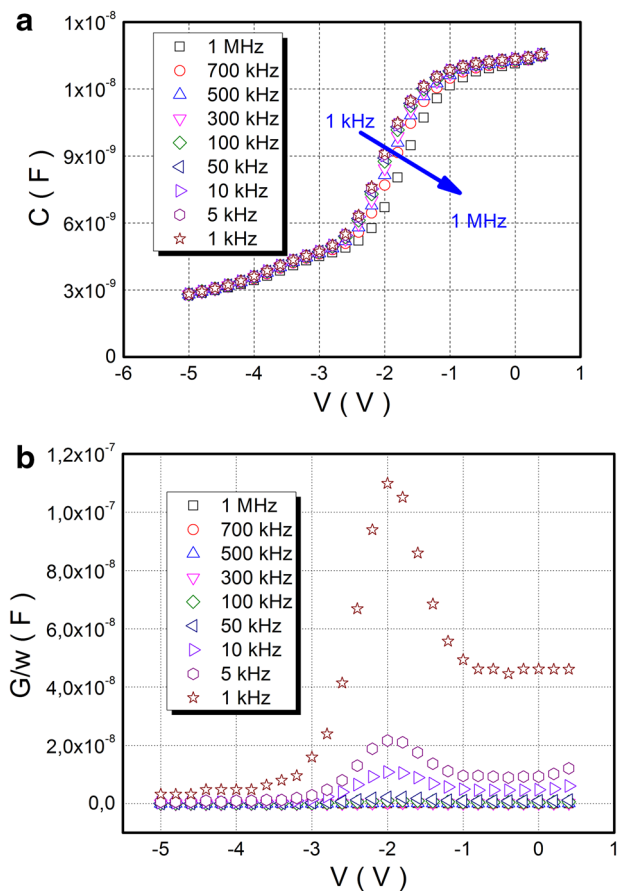 a
1x10⁻⁸
1x10⁻⁸
9x10⁻⁹
6x10⁻⁹
3x10⁻⁹
0
C ( F )
1 MHz
700 kHz
500 kHz
300 kHz
100 kHz
50 kHz
10 kHz
5 kHz
1 kHz
1 kHz
1 MHz
-6 -5 -4 -3 -2 -1 0 1
V ( V )
b
1,2x10⁻⁷
1,0x10⁻⁷
8,0x10⁻⁸
6,0x10⁻⁸
4,0x10⁻⁸
2,0x10⁻⁸
0,0
G/w ( F )
1 MHz
700 kHz
500 kHz
300 kHz
100 kHz
50 kHz
10 kHz
5 kHz
1 kHz
-5 -4 -3 -2 -1 0 1
V ( V )